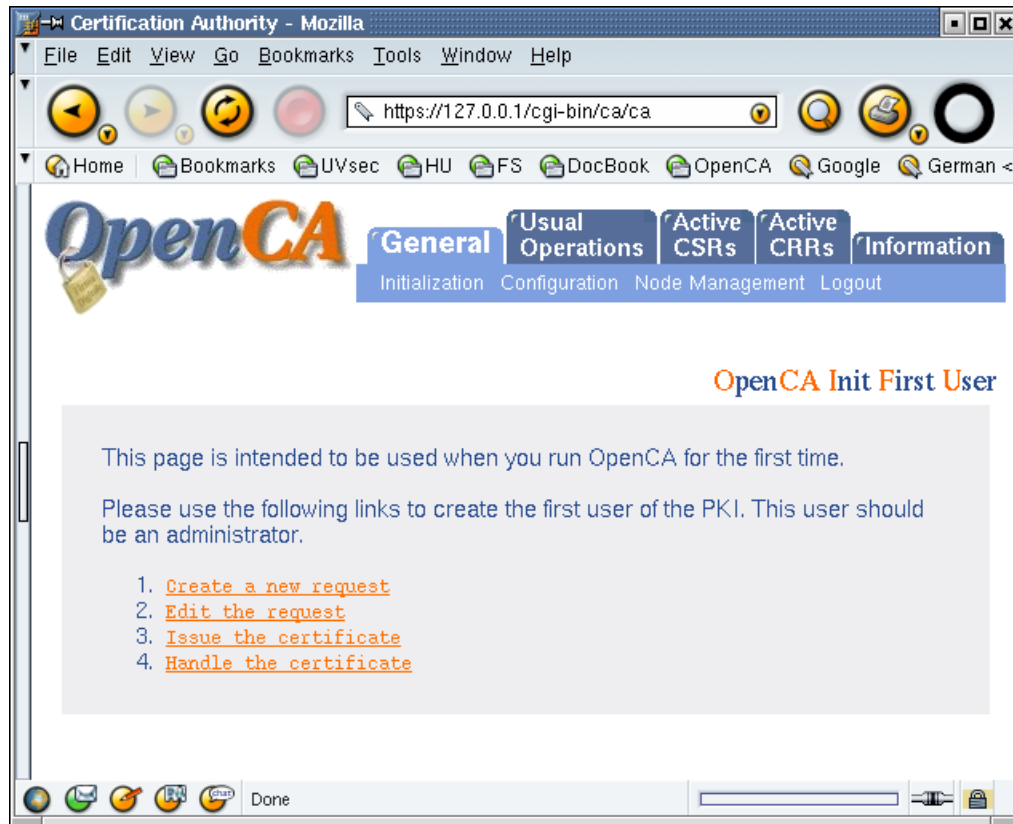 Certification Authority - Mozilla
File Edit View Go Bookmarks Tools Window Help
https://127.0.0.1/cgi-bin/ca/ca
Home Bookmarks UVsec HU FS DocBook OpenCA Google German <
OpenCA
General Usual Operations Active CSRs Active CRRs Information
Initialization Configuration Node Management Logout
OpenCA Init First User
This page is intended to be used when you run OpenCA for the first time.
Please use the following links to create the first user of the PKI. This user should
be an administrator.
1. Create a new request
2. Edit the request
3. Issue the certificate
4. Handle the certificate
Done